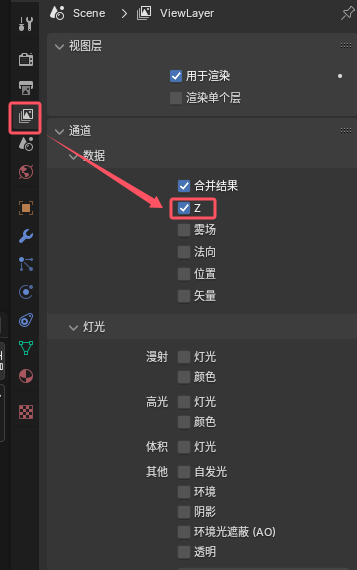 Scene > ViewLayer
视图层
用于渲染
渲染单个层
通道
数据
合并结果
Z
雾场
法向
位置
矢量
灯光
漫射 灯光
颜色
高光 灯光
颜色
体积 灯光
其他 自发光
环境
阴影
环境光遮蔽 (AO)
透明